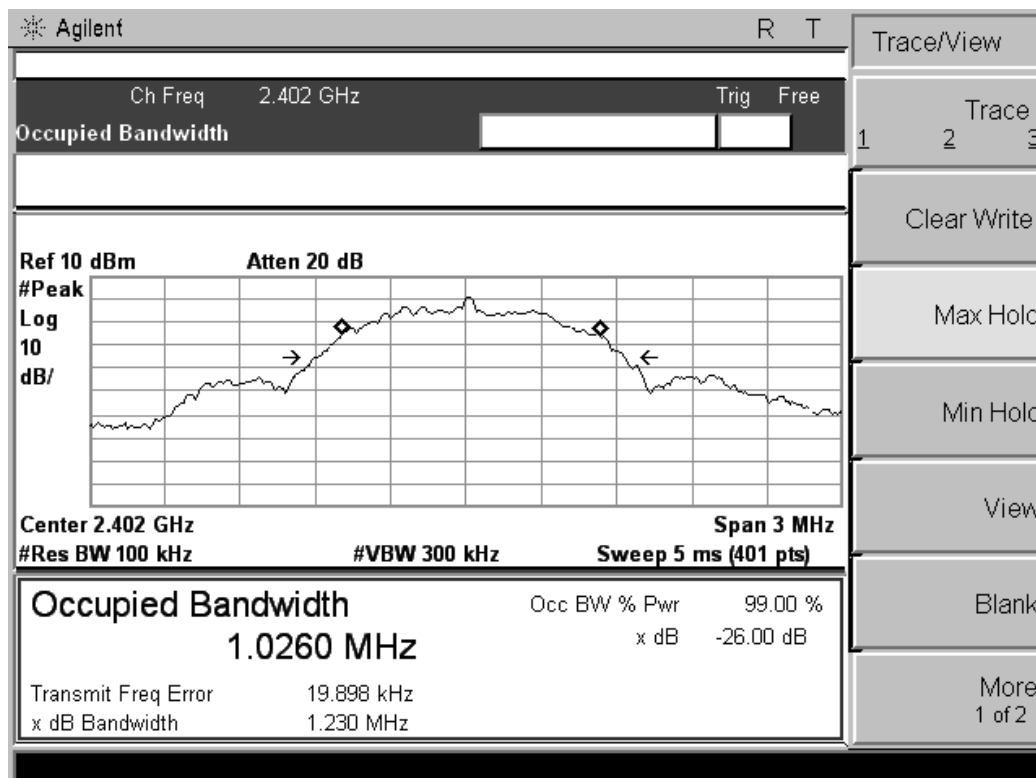 Agilent R T
Ch Freq 2.402 GHz Trig Free
Occupied Bandwidth
Ref 10 dBm Atten 20 dB
#Peak
Log
10
dB/
Center 2.402 GHz Span 3 MHz
#Res BW 100 kHz #VBW 300 kHz Sweep 5 ms (401 pts)
Occupied Bandwidth
1.0260 MHz
Occ BW % Pwr 99.00 %
x dB -26.00 dB
Transmit Freq Error 19.898 kHz
x dB Bandwidth 1.230 MHz
Trace/View
Trace
1 2 3
Clear Write
Max Hold
Min Hold
View
Blank
More
1 of 2